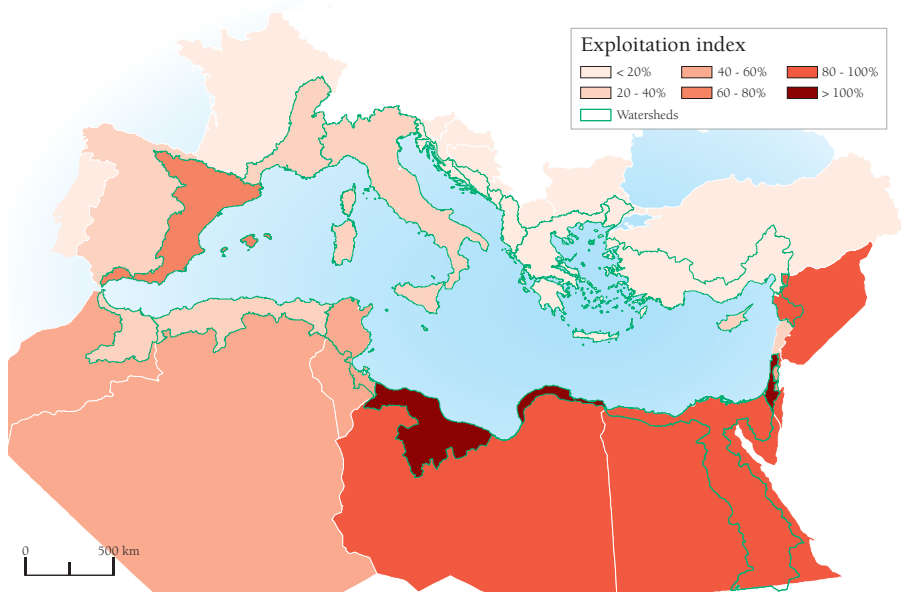 Exploitation index
< 20%
40 - 60%
80 - 100%
20 - 40%
60 - 80%
> 100%
Watersheds
0
500 km